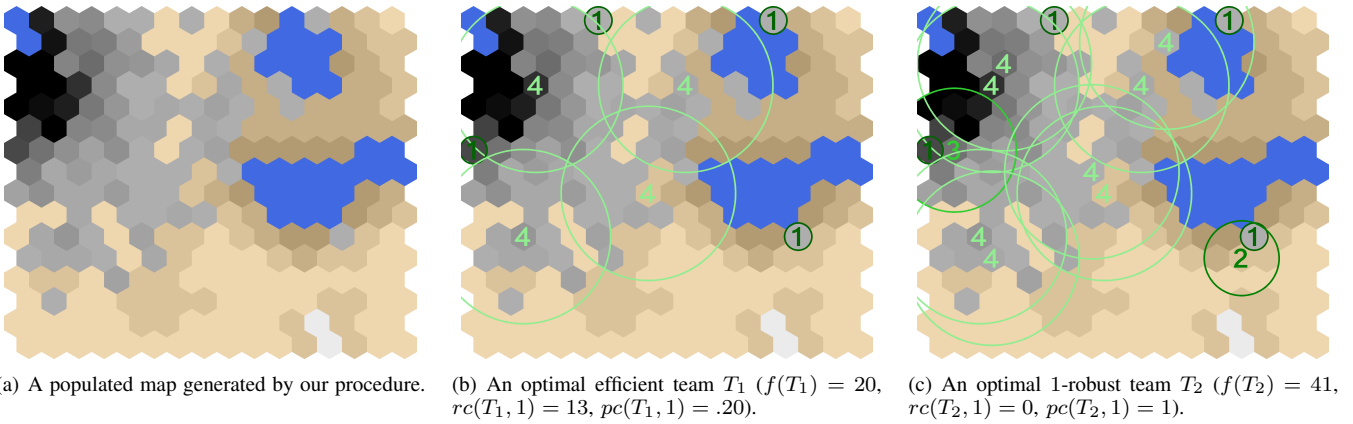 1 1
4 4
1
4
4 1
1 1
4
4
4 4
1 3
4
4
4 1
4 2
(a) A populated map generated by our procedure.
(b) An optimal efficient team T₁ (f(T₁) = 20,
rc(T₁, 1) = 13, pc(T₁, 1) = .20).
(c) An optimal 1-robust team T₂ (f(T₂) = 41,
rc(T₂, 1) = 0, pc(T₂, 1) = 1).